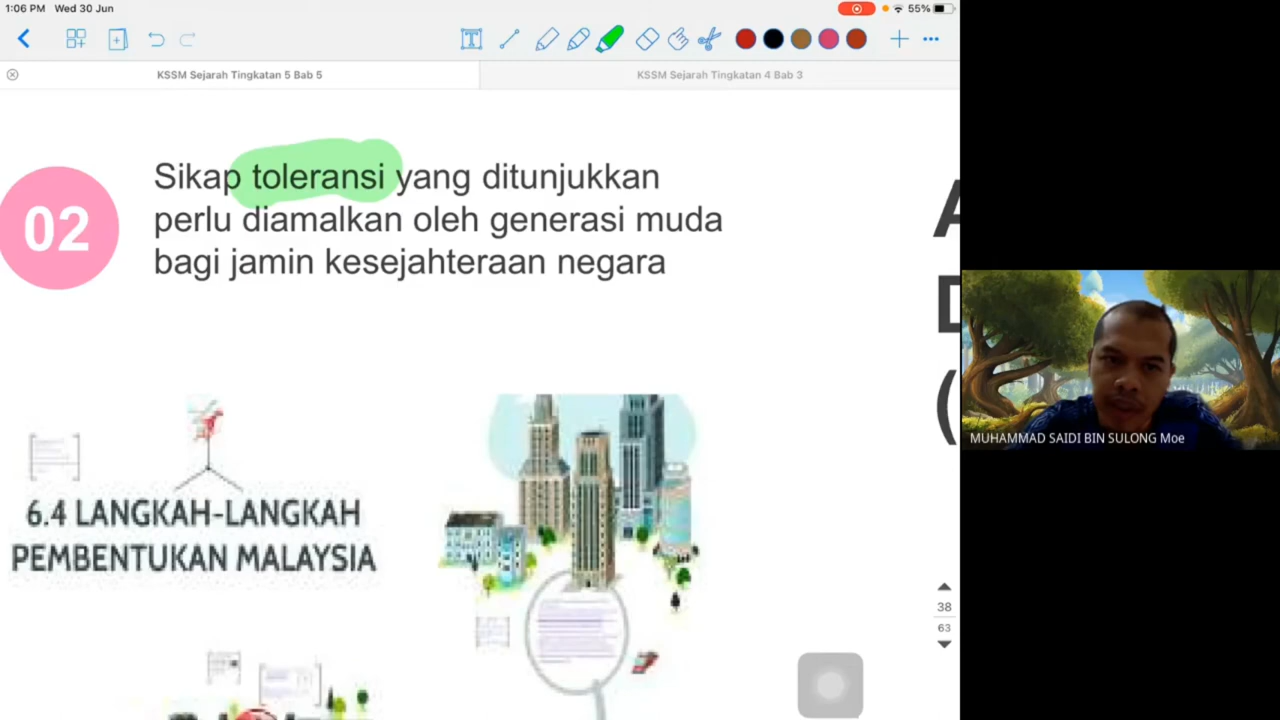 1:06 PM Wed 30 Jun
55%
KSSM Sejarah Tingkatan 5 Bab 5
KSSM Sejarah Tingkatan 4 Bab 3
02
Sikap toleransi yang ditunjukkan
perlu diamalkan oleh generasi muda
bagi jamin kesejahteraan negara
6.4 LANGKAH-LANGKAH
PEMBENTUKAN MALAYSIA
38
63
MUHAMMAD SAIDI BIN SULONG Moe